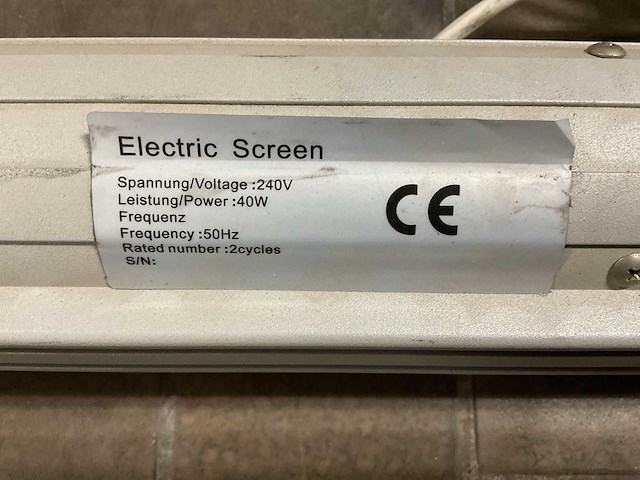 Electric Screen
Spannung/Voltage :240V
Leistung/Power :40W
Frequenz
Frequency :50Hz
Rated number :2cycles
S/N:
CE